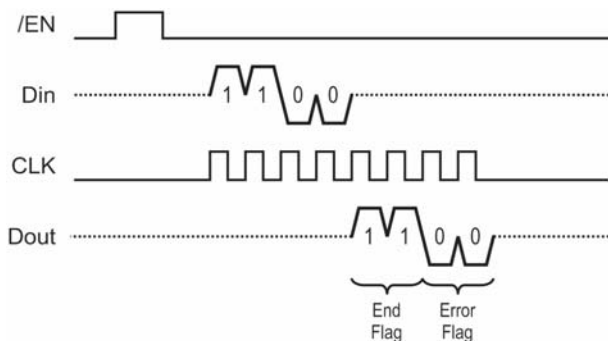 /EN
Din
1 1 0 0
CLK
Dout
1 1 0 0
End Error
Flag Flag